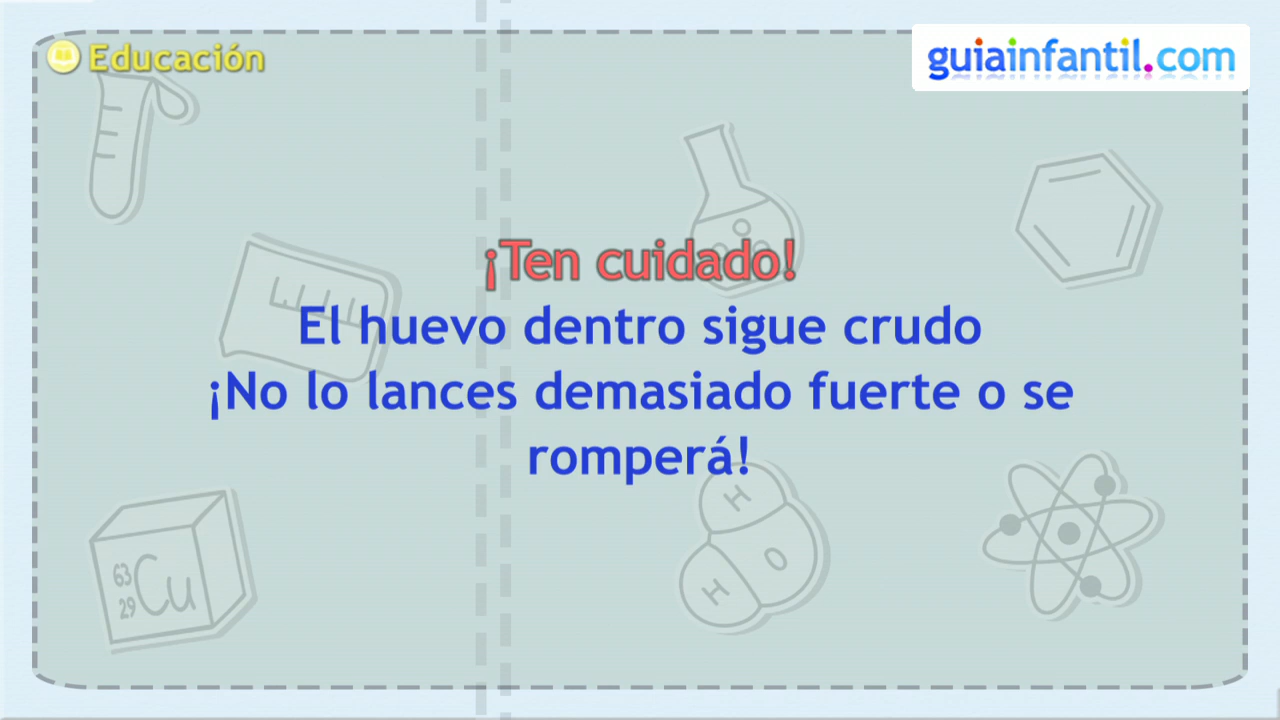 Educación
guiainfantil.com
¡Ten cuidado!
El huevo dentro sigue crudo
¡No lo lances demasiado fuerte o se
romperá!
H
O
H
63
29
Cu